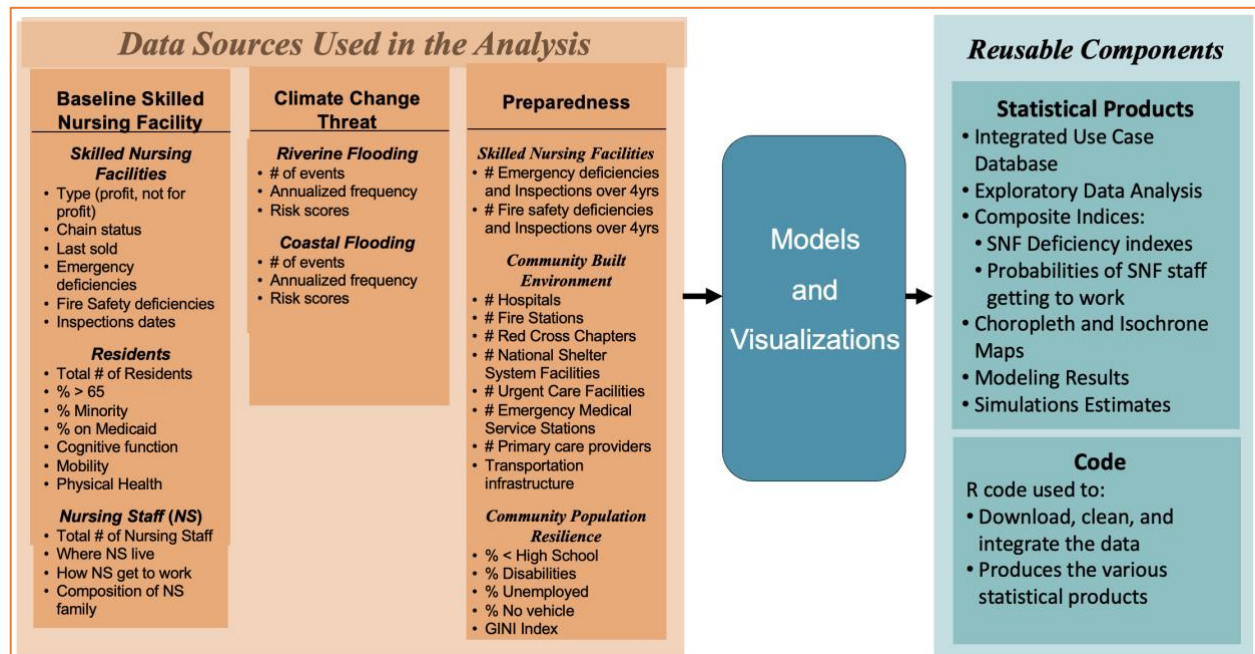 Data Sources Used in the Analysis
Baseline Skilled
Nursing Facility
Skilled Nursing
Facilities
• Type (profit, not for
profit)
• Chain status
• Last sold
• Emergency
deficiencies
• Fire Safety deficiencies
• Inspections dates
Residents
• Total # of Residents
• % > 65
• % Minority
• % on Medicaid
• Cognitive function
• Mobility
• Physical Health
Nursing Staff (NS)
• Total # of Nursing Staff
• Where NS live
• How NS get to work
• Composition of NS
family
Climate Change
Threat
Riverine Flooding
• # of events
• Annualized frequency
• Risk scores
Coastal Flooding
• # of events
• Annualized frequency
• Risk scores
Preparedness
Skilled Nursing Facilities
• # Emergency deficiencies
and Inspections over 4yrs
• # Fire safety deficiencies
and Inspections over 4yrs
Community Built
Environment
• # Hospitals
• # Fire Stations
• # Red Cross Chapters
• # National Shelter
System Facilities
• # Urgent Care Facilities
• # Emergency Medical
Service Stations
• # Primary care providers
• Transportation
infrastructure
Community Population
Resilience
• % < High School
• % Disabilities
• % Unemployed
• % No vehicle
• GINI Index
Models
and
Visualizations
Reusable Components
Statistical Products
• Integrated Use Case
Database
• Exploratory Data Analysis
• Composite Indices:
• SNF Deficiency indexes
• Probabilities of SNF staff
getting to work
• Choropleth and Isochrone
Maps
• Modeling Results
• Simulations Estimates
Code
R code used to:
• Download, clean, and
integrate the data
• Produces the various
statistical products